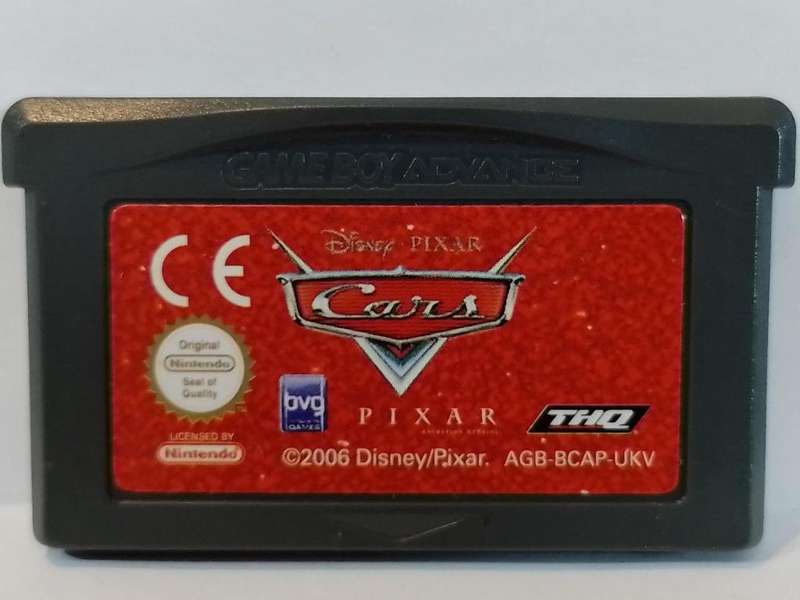 GAME BOY ADVANCE
CE
Disney · PIXAR
Cars
Original
Nintendo
Seal of
Quality
bvg
GAMES
PIXAR
THQ
LICENSED BY
Nintendo
©2006 Disney/Pixar.
AGB-BCAP-UKV